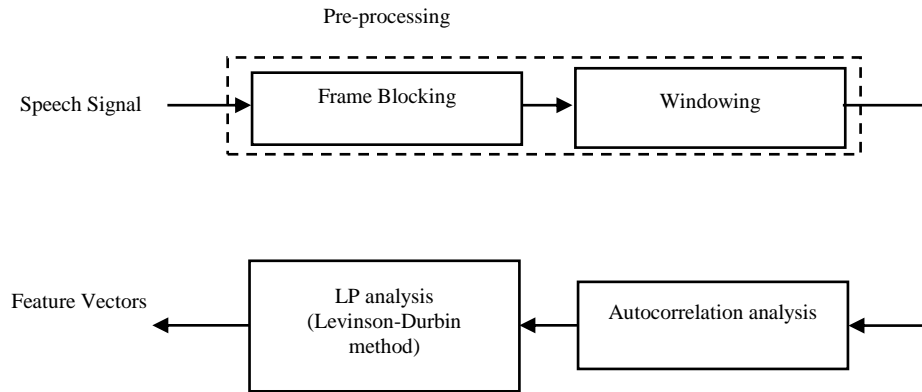 Pre-processing
Speech Signal
Frame Blocking
Windowing
Feature Vectors
LP analysis
(Levinson-Durbin
method)
Autocorrelation analysis